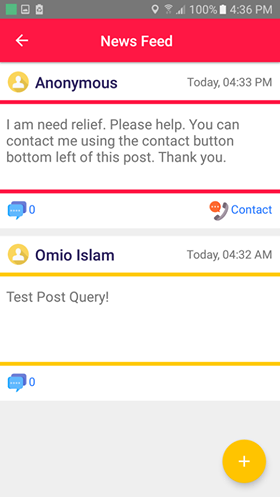 100% 4:36 PM
News Feed
Anonymous Today, 04:33 PM
I am need relief. Please help. You can
contact me using the contact button
bottom left of this post. Thank you.
0 Contact
Omio Islam Today, 04:32 AM
Test Post Query!
0